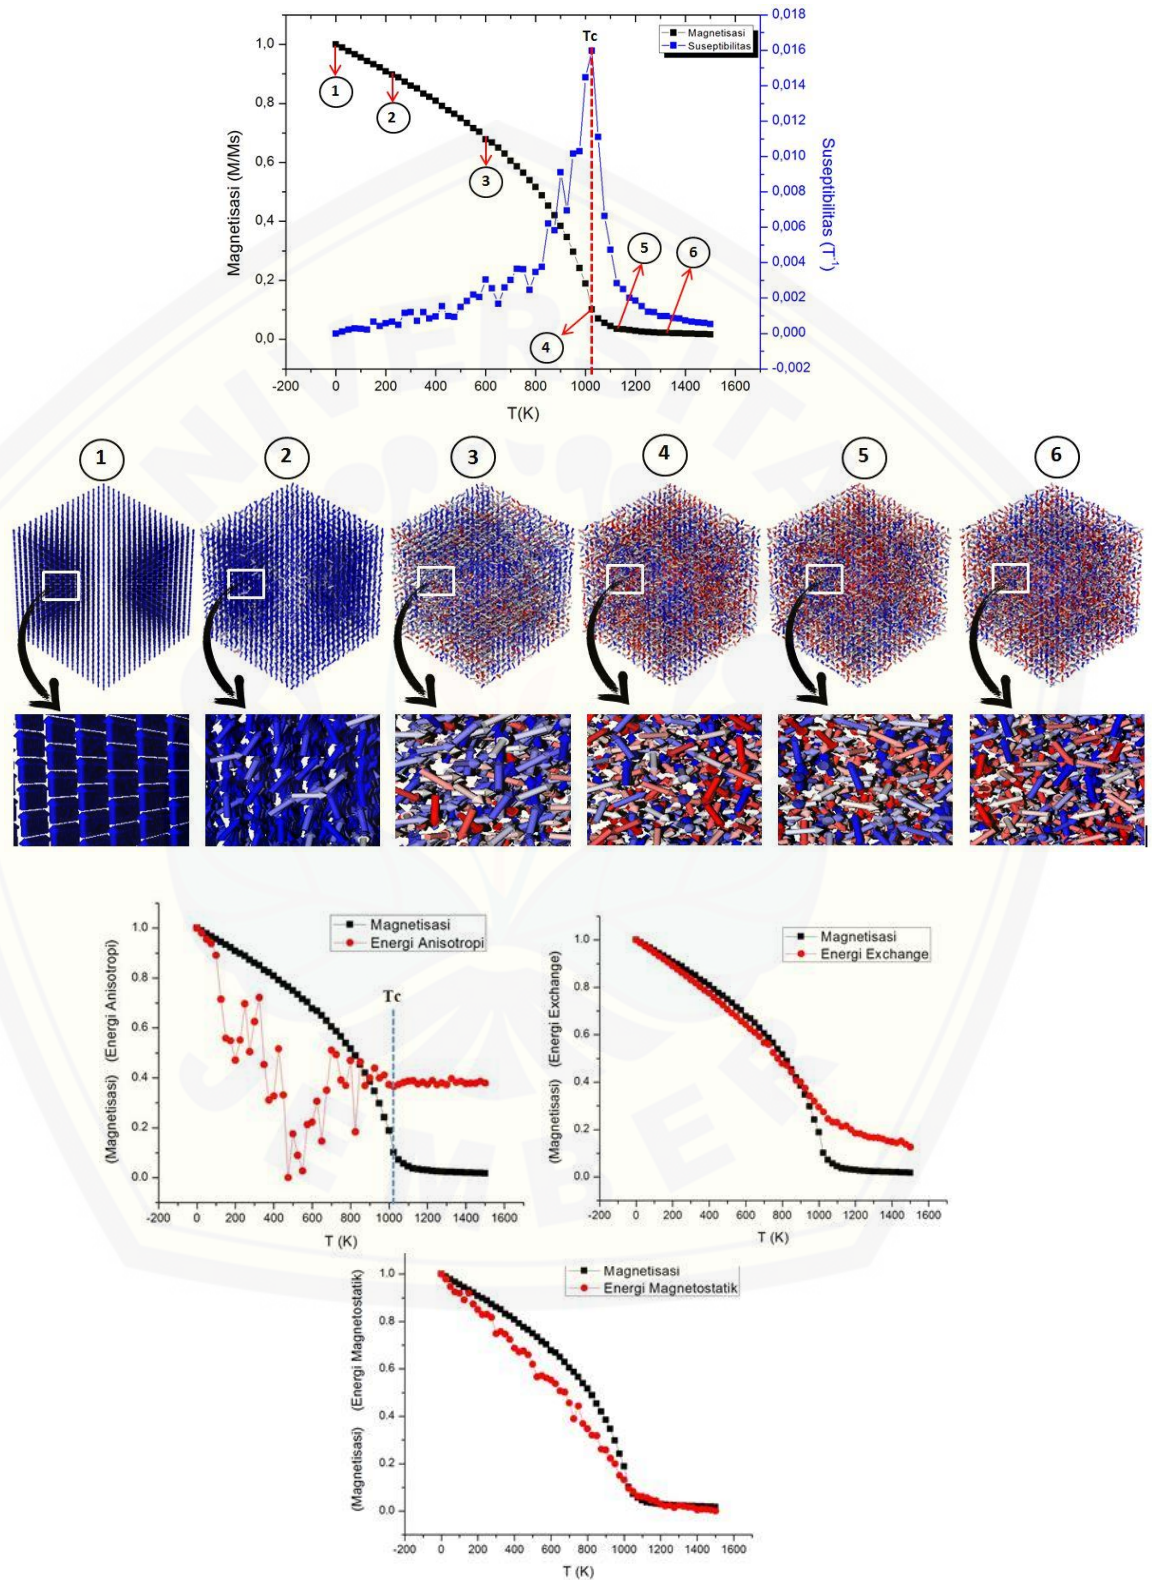 Tc
Magnetisasi
Suseptibilitas
Magnetisasi (M/Ms)
1,0
0,8
0,6
0,4
0,2
0,0
0,018
0,016
0,014
0,012
0,010
0,008
0,006
0,004
0,002
0,000
-0,002
Suseptibilitas (T⁻¹)
1
2
3
4
5
6
-200 0 200 400 600 800 1000 1200 1400 1600
T(K)
1 2 3 4 5 6
UNIVERSITAS
JEMBER
Magnetisasi
Energi Anisotropi
Tc
(Magnetisasi) (Energi Anisotropi)
1.0
0.8
0.6
0.4
0.2
0.0
-200 0 200 400 600 800 1000 1200 1400 1600
T (K)
Magnetisasi
Energi Exchange
(Magnetisasi) (Energi Exchange)
1.0
0.8
0.6
0.4
0.2
0.0
-200 0 200 400 600 800 1000 1200 1400 1600
T (K)
Magnetisasi
Energi Magnetostatik
(Magnetisasi) (Energi Magnetostatik)
1.0
0.8
0.6
0.4
0.2
0.0
-200 0 200 400 600 800 1000 1200 1400 1600
T (K)